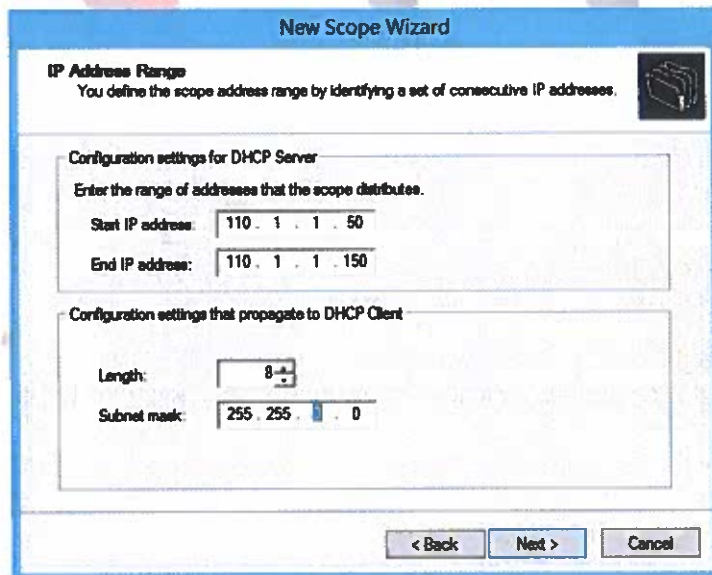 New Scope Wizard
IP Address Range
You define the scope address range by identifying a set of consecutive IP addresses.
Configuration settings for DHCP Server
Enter the range of addresses that the scope distributes.
Start IP address: 110 . 1 . 1 . 50
End IP address: 110 . 1 . 1 . 150
Configuration settings that propagate to DHCP Client
Length: 8
Subnet mask: 255 . 255 . . 0
< Back Next > Cancel